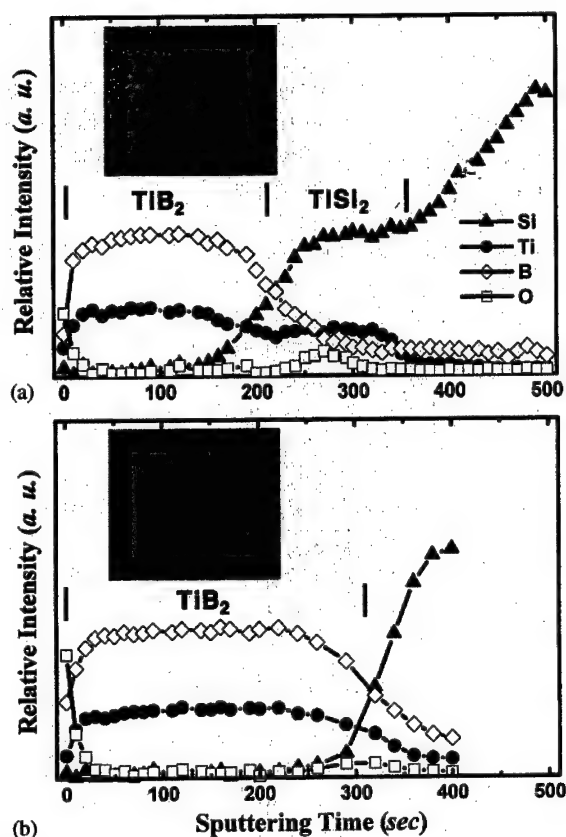 Relative Intensity (a. u.)
TiB2
TiSi2
Si
Ti
B
O
(a)
0 100 200 300 400 500
Relative Intensity (a. u.)
TiB2
0 100 200 300 400 500
Sputtering Time (sec)
(b)